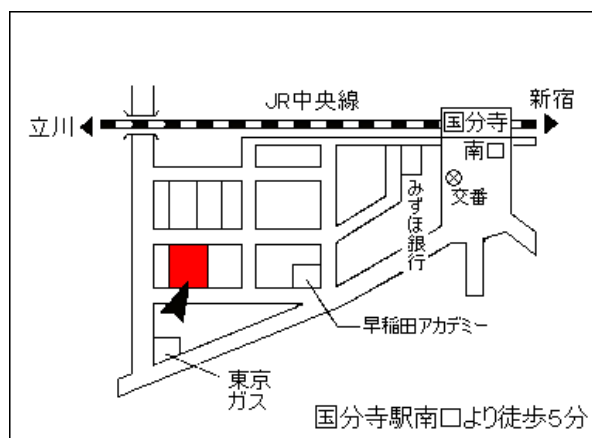 JR中央線
新宿
立川
国分寺
南口
交番
みずほ銀行
早稲田アカデミー
東京
ガス
国分寺駅南口より徒歩5分